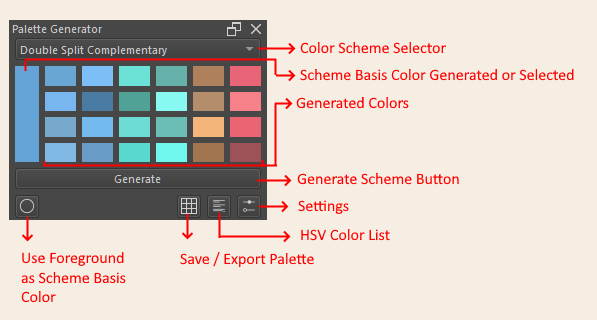 Palette Generator
Double Split Complementary
Color Scheme Selector
Scheme Basis Color Generated or Selected
Generated Colors
Generate
Generate Scheme Button
Settings
HSV Color List
Save / Export Palette
Use Foreground
as Scheme Basis
Color